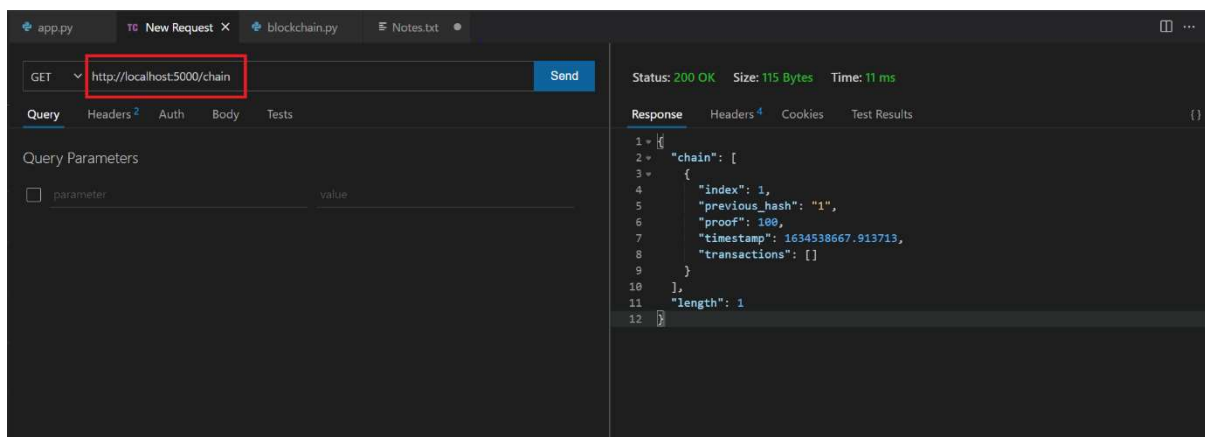 app.py TC New Request × blockchain.py Notes.txt
GET http://localhost:5000/chain Send
Query Headers 2 Auth Body Tests
Query Parameters
parameter value
Status: 200 OK Size: 115 Bytes Time: 11 ms
Response Headers 4 Cookies Test Results {}
1 {
2 "chain": [
3 {
4 "index": 1,
5 "previous_hash": "1",
6 "proof": 100,
7 "timestamp": 1634538667.913713,
8 "transactions": []
9 }
10 ],
11 "length": 1
12 }